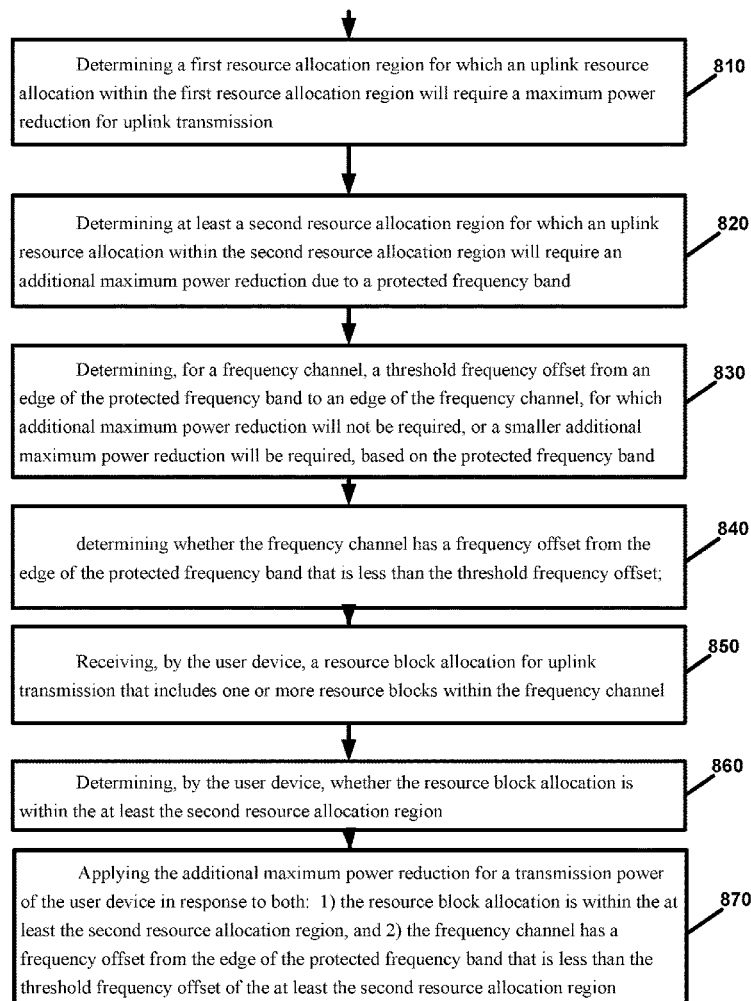 Determining a first resource allocation region for which an uplink resource
allocation within the first resource allocation region will require a maximum power
reduction for uplink transmission
810
Determining at least a second resource allocation region for which an uplink
resource allocation within the second resource allocation region will require an
additional maximum power reduction due to a protected frequency band
820
Determining, for a frequency channel, a threshold frequency offset from an
edge of the protected frequency band to an edge of the frequency channel, for which
additional maximum power reduction will not be required, or a smaller additional
maximum power reduction will be required, based on the protected frequency band
830
determining whether the frequency channel has a frequency offset from the
edge of the protected frequency band that is less than the threshold frequency offset;
840
Receiving, by the user device, a resource block allocation for uplink
transmission that includes one or more resource blocks within the frequency channel
850
Determining, by the user device, whether the resource block allocation is
within the at least the second resource allocation region
860
Applying the additional maximum power reduction for a transmission power
of the user device in response to both: 1) the resource block allocation is within the at
least the second resource allocation region, and 2) the frequency channel has a
frequency offset from the edge of the protected frequency band that is less than the
threshold frequency offset of the at least the second resource allocation region
870